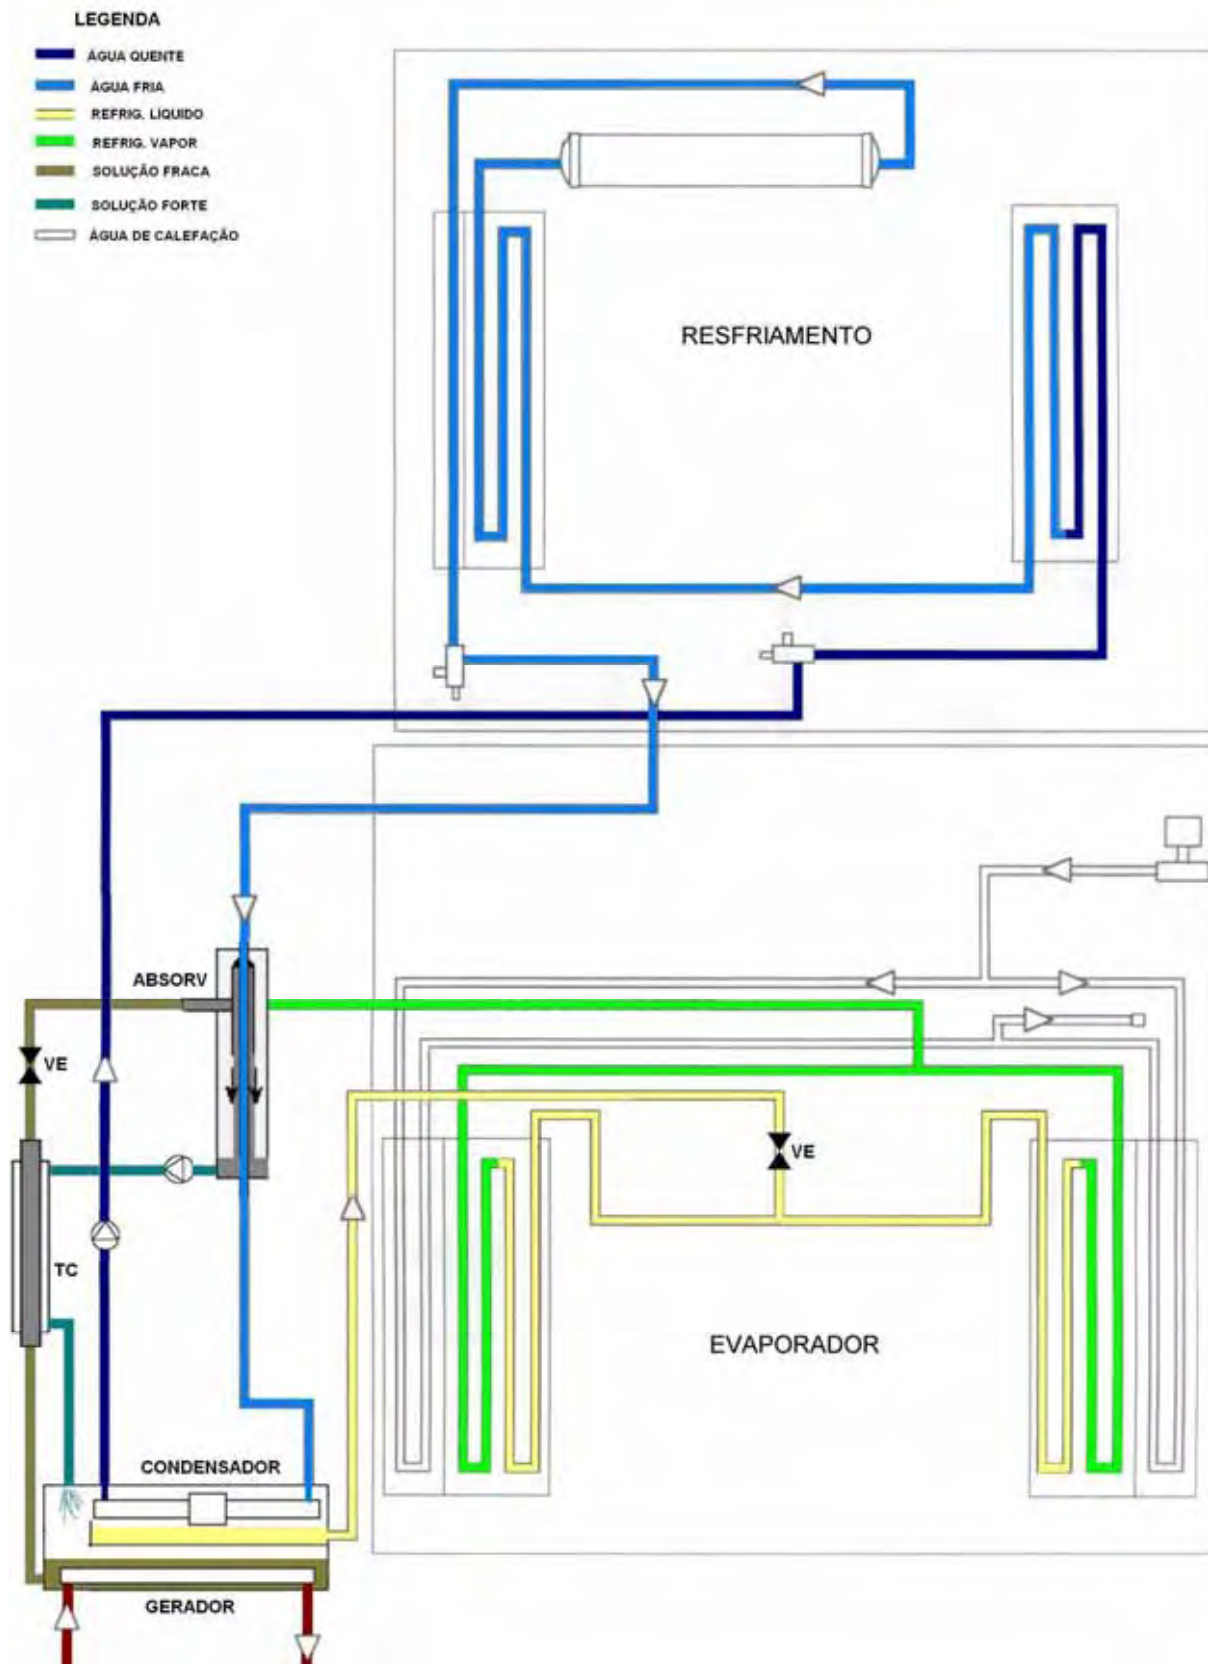 LEGENDA
ÁGUA QUENTE
ÁGUA FRIA
REFRIG. LÍQUIDO
REFRIG. VAPOR
SOLUÇÃO FRACA
SOLUÇÃO FORTE
ÁGUA DE CALEFAÇÃO
RESFRIAMENTO
ABSORV
VE
VE
TC
EVAPORADOR
CONDENSADOR
GERADOR